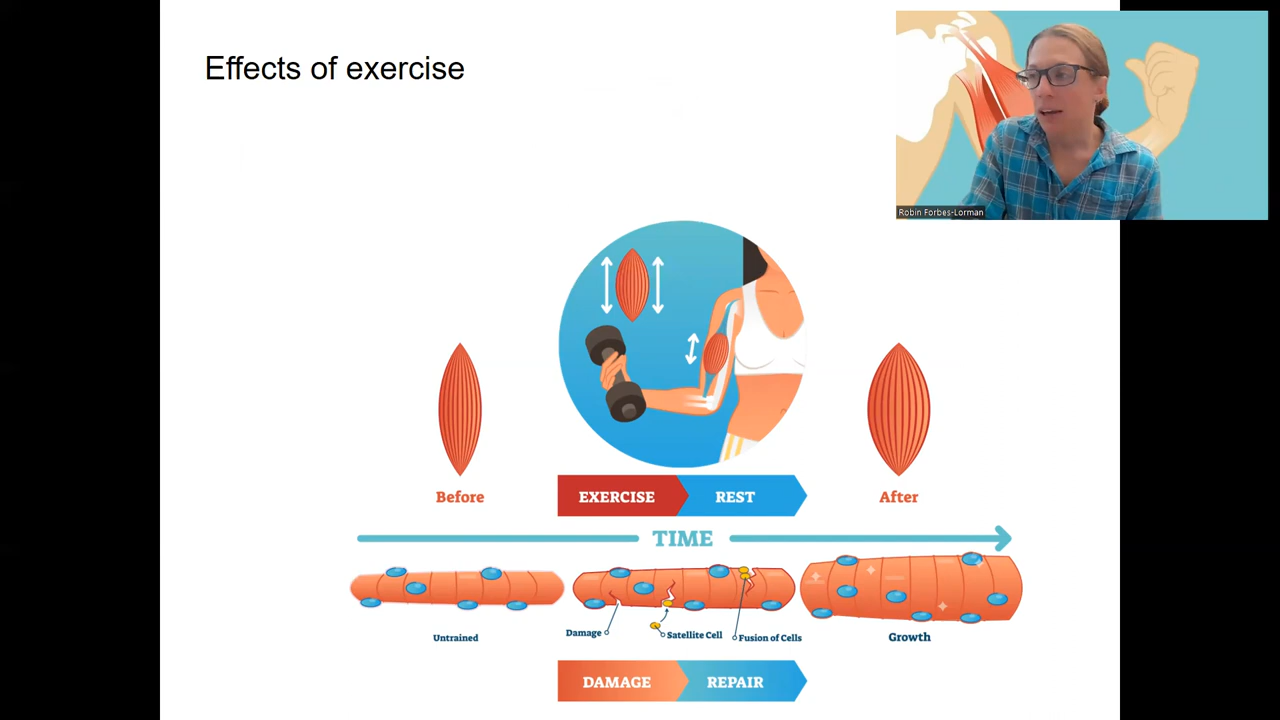 Effects of exercise
Robin Forbes-Lorman
Before
EXERCISE REST
After
TIME
Untrained
Damage
Satellite Cell
Fusion of Cells
Growth
DAMAGE REPAIR